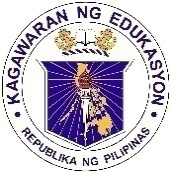 KAGAWARAN NG EDUKASYON
REPUBLIKA NG PILIPINAS